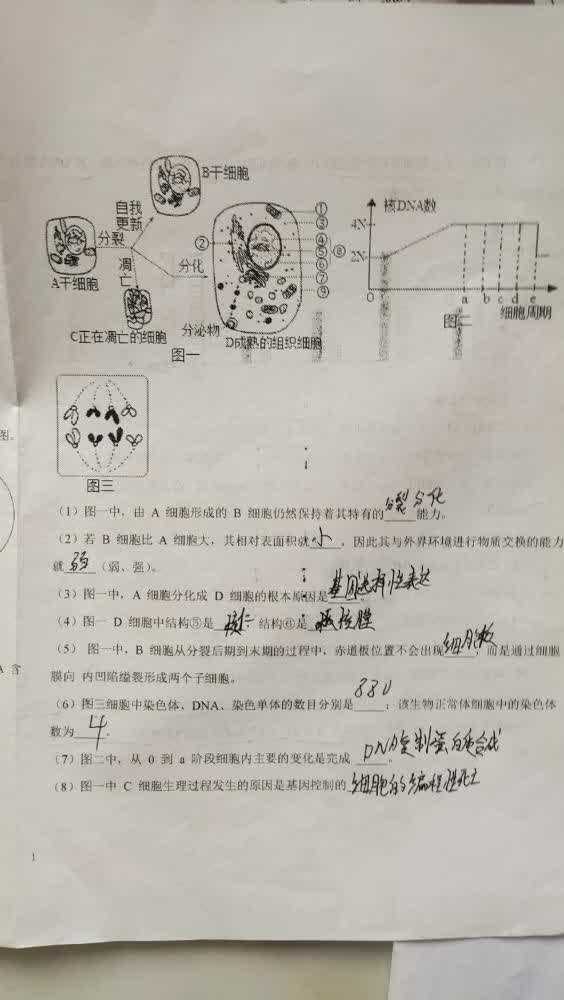 B干细胞
自我
更新
分裂
A干细胞
凋
亡
分化
C正在凋亡的细胞
分泌物
D成熟的组织细胞
图一
①
②
③
④
⑤
⑥
⑦
⑧
⑨
核DNA数
4N
2N
0
a b c d e
细胞周期
图二
图三
图。
A 含
(1)图一中,由 A 细胞形成的 B 细胞仍然保持着其特有的分裂分化能力。
(2)若 B 细胞比 A 细胞大,其相对表面积就小,因此其与外界环境进行物质交换的能力
就弱(弱、强)。
(3)图一中,A 细胞分化成 D 细胞的根本原因是基因选择性表达
(4)图一 D 细胞中结构⑤是核仁 结构⑥是核膜
(5) 图一中,B 细胞从分裂后期到末期的过程中,赤道板位置不会出现细胞板,而是通过细胞
膜向 内凹陷缢裂形成两个子细胞。
(6)图三细胞中染色体、DNA、染色单体的数目分别是880;该生物正常体细胞中的染色体
数为4。
(7)图二中,从 0 到 a 阶段细胞内主要的变化是完成DNA复制蛋白质合成。
(8)图一中 C 细胞生理过程发生的原因是基因控制的细胞的编程性死亡
1